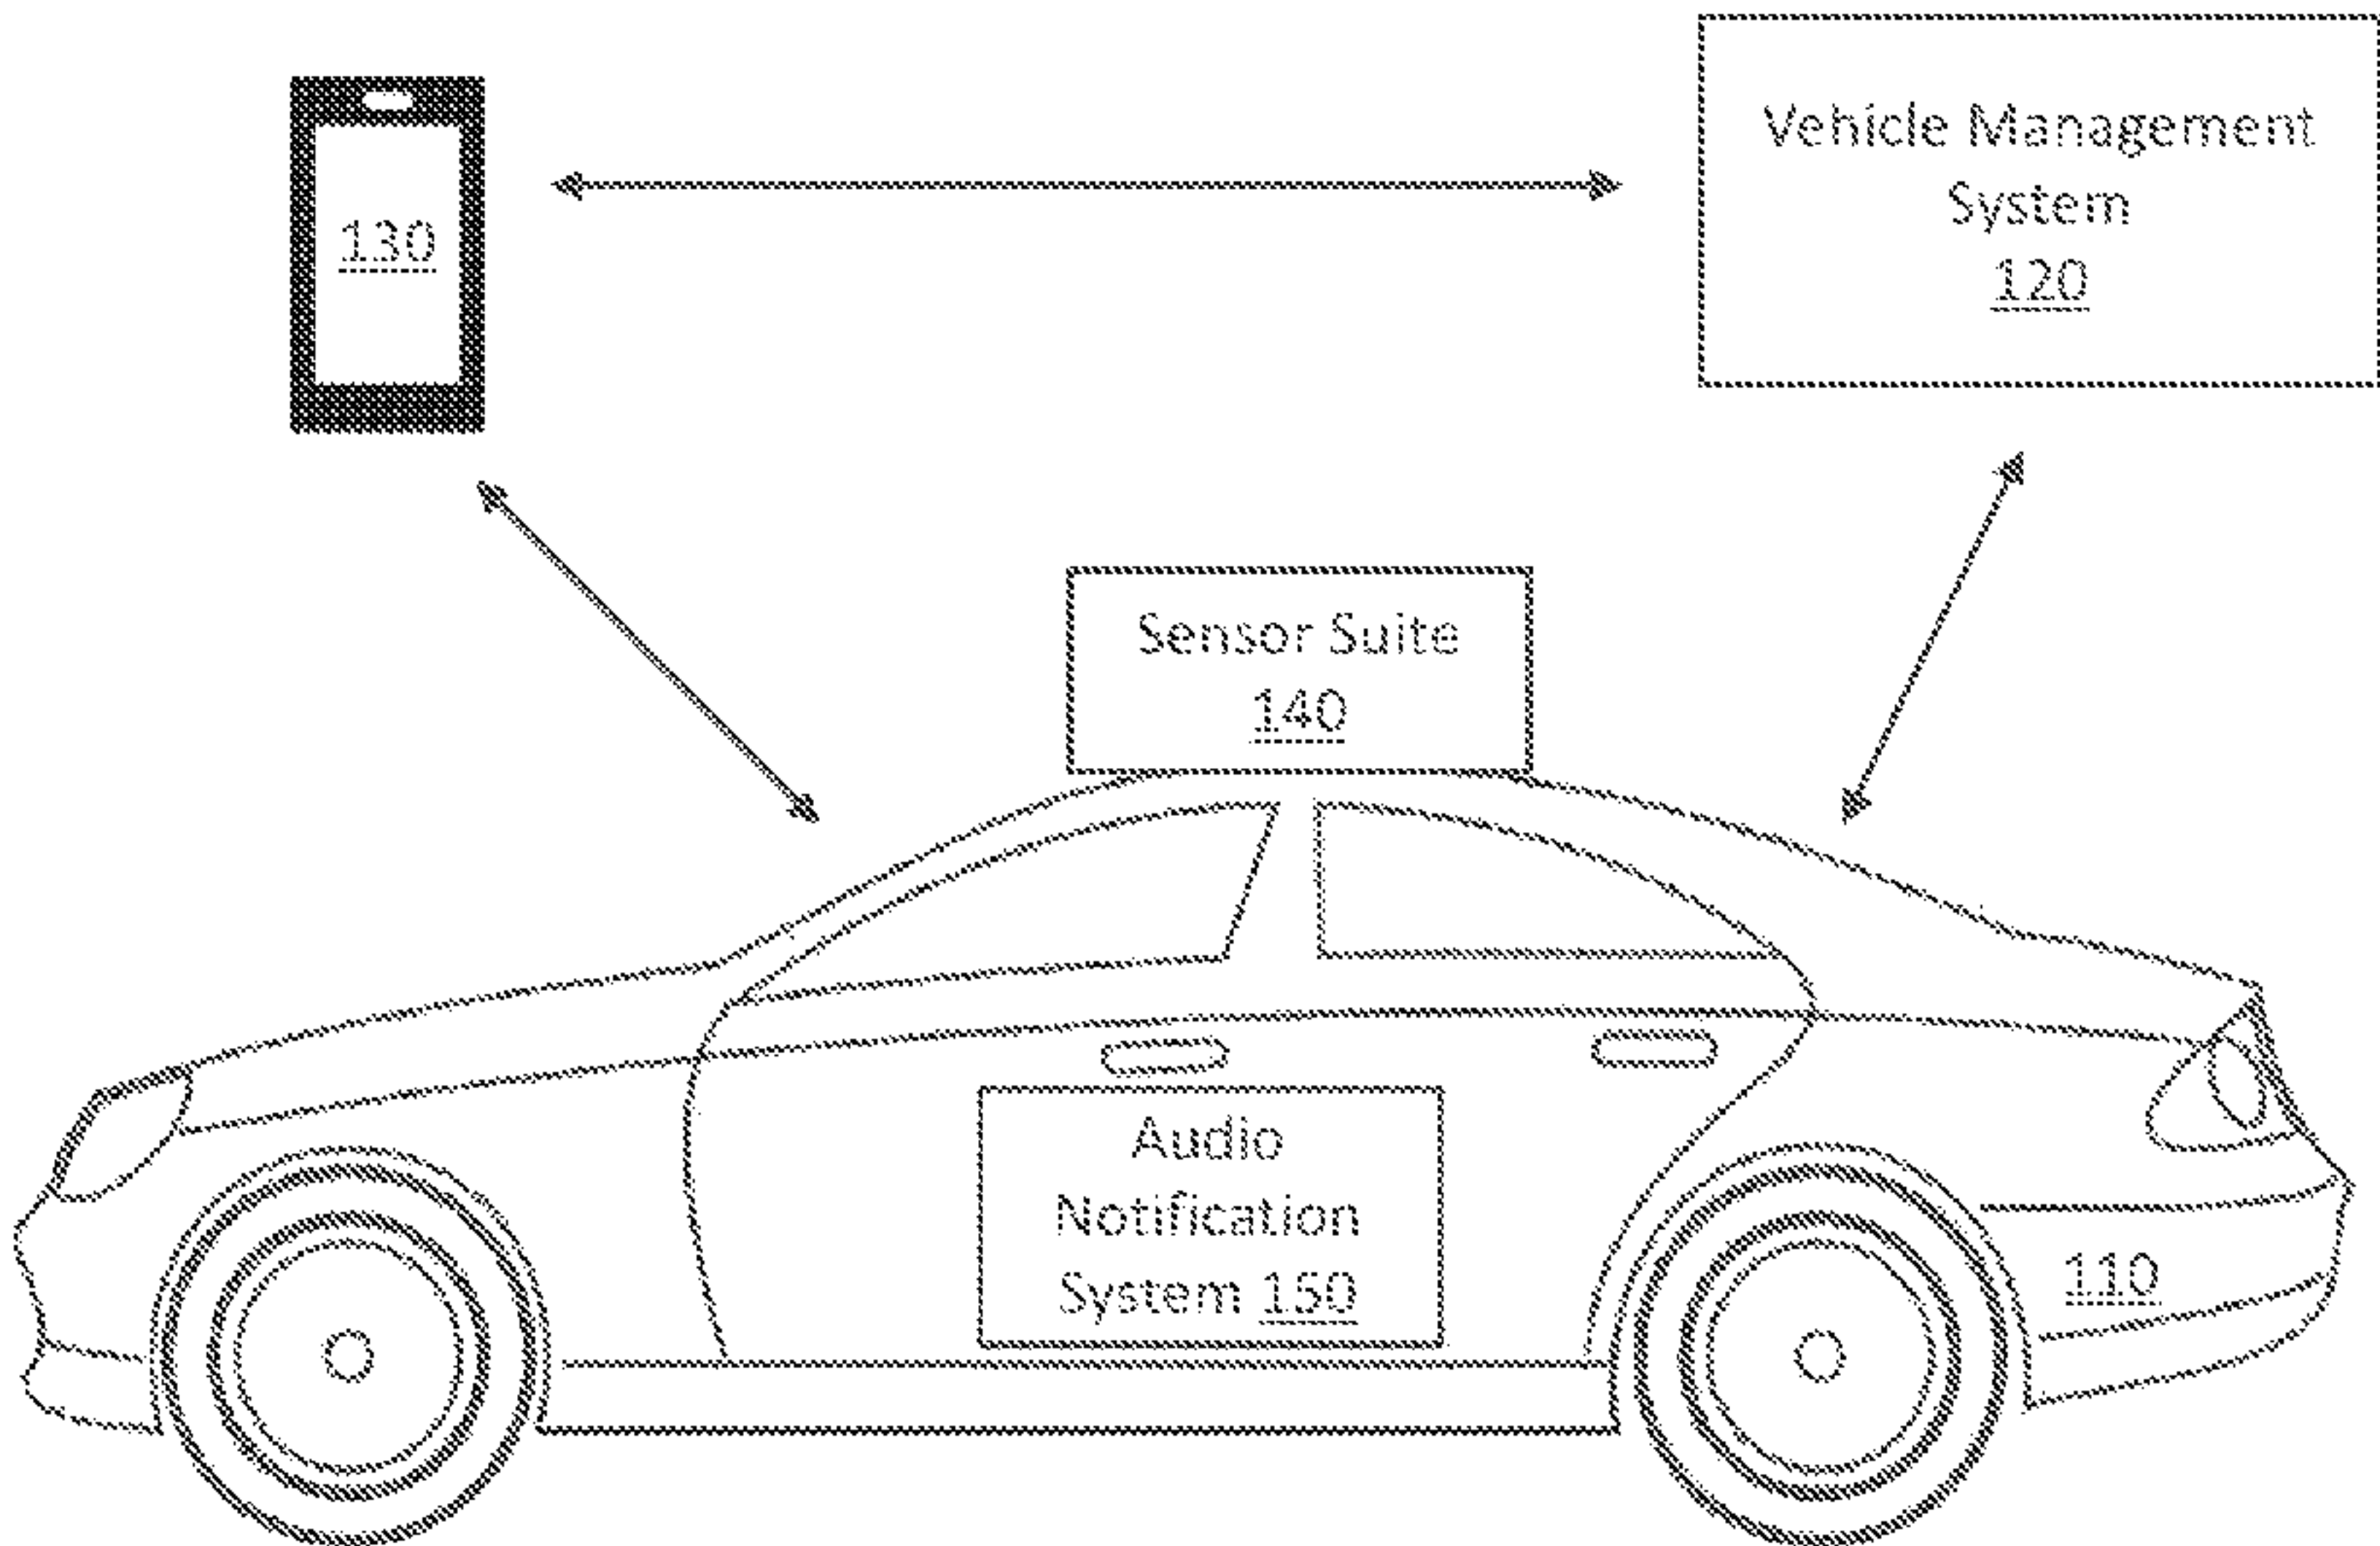 130
Vehicle Management
System
120
Sensor Suite
140
Audio
Notification
System 150
110